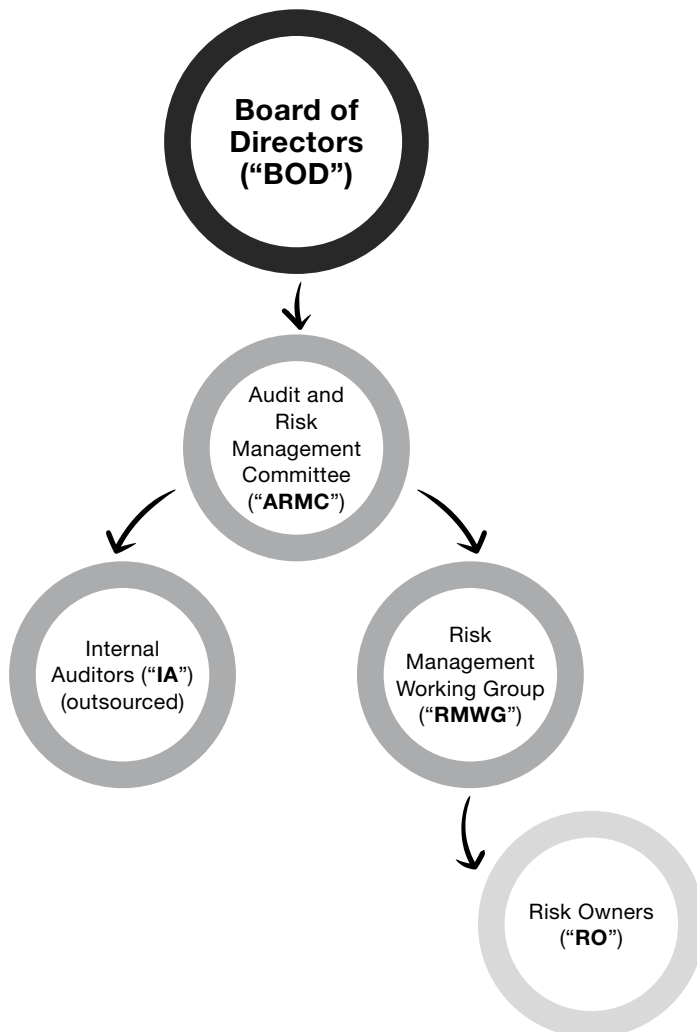 Board of
Directors
(“BOD”)
Audit and
Risk
Management
Committee
(“ARMC”)
Internal
Auditors (“IA”)
(outsourced)
Risk
Management
Working Group
(“RMWG”)
Risk Owners
(“RO”)